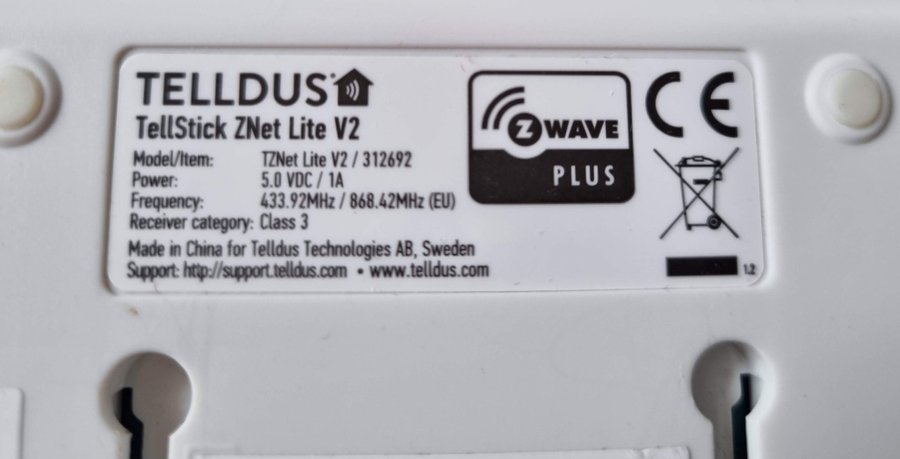 TELLDUS
TellStick ZNet Lite V2
Model/Item: TZNet Lite V2 / 312692
Power: 5.0 VDC / 1A
Frequency: 433.92MHz / 868.42MHz (EU)
Receiver category: Class 3
Made in China for Telldus Technologies AB, Sweden
Support: http://support.telldus.com • www.telldus.com
Z WAVE
PLUS
CE
1.2